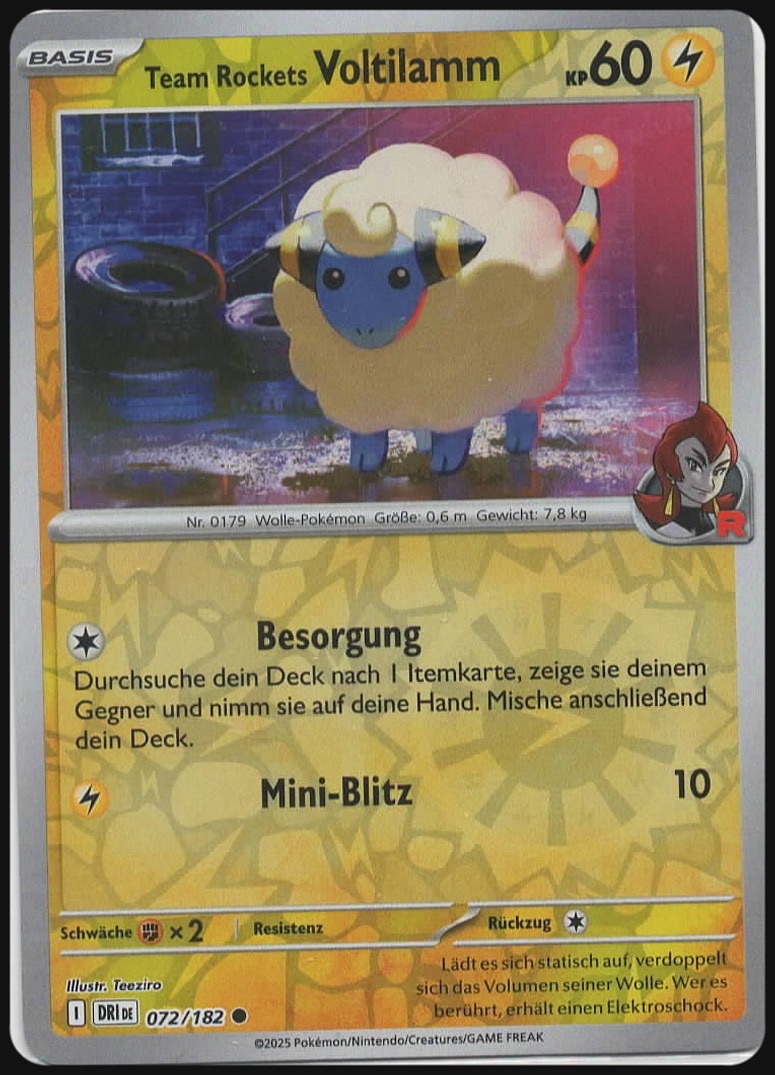 BASIS
Team Rockets Voltilamm KP 60
R
Nr. 0179 Wolle-Pokémon Größe: 0,6 m Gewicht: 7,8 kg
Besorgung
Durchsuche dein Deck nach 1 Itemkarte, zeige sie deinem
Gegner und nimm sie auf deine Hand. Mische anschließend
dein Deck.
Mini-Blitz 10
Schwäche ×2 Resistenz Rückzug
Lädt es sich statisch auf, verdoppelt
sich das Volumen seiner Wolle. Wer es
berührt, erhält einen Elektroschock.
Illustr. Teeziro
I DRI DE 072/182
©2025 Pokémon/Nintendo/Creatures/GAME FREAK